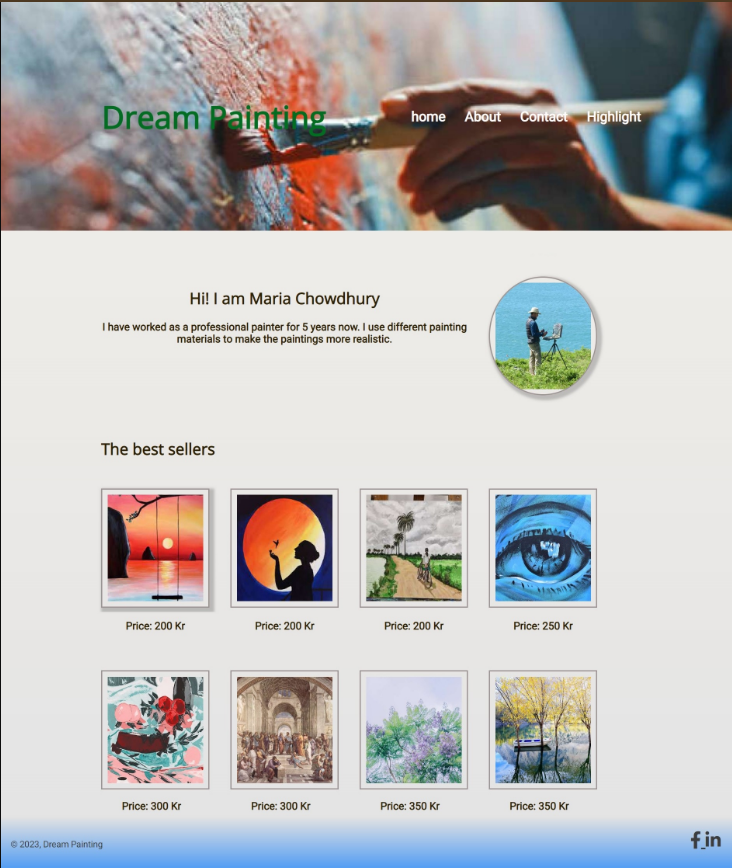 Dream Painting
home About Contact Highlight
Hi! I am Maria Chowdhury
I have worked as a professional painter for 5 years now. I use different painting
materials to make the paintings more realistic.
The best sellers
Price: 200 Kr Price: 200 Kr Price: 200 Kr Price: 250 Kr
Price: 300 Kr Price: 300 Kr Price: 350 Kr Price: 350 Kr
© 2023, Dream Painting
f in